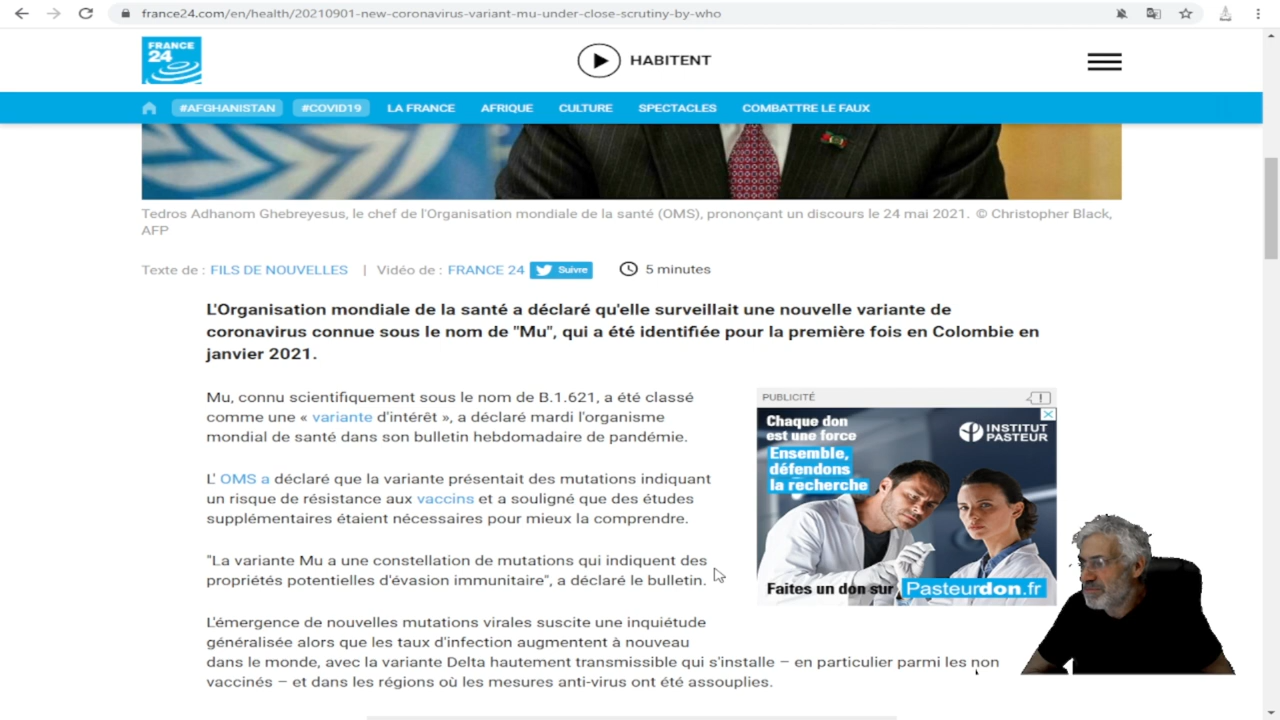 france24.com/en/health/20210901-new-coronavirus-variant-mu-under-close-scrutiny-by-who
FRANCE
24
HABITENT
#AFGHANISTAN #COVID19 LA FRANCE AFRIQUE CULTURE SPECTACLES COMBATTRE LE FAUX
Tedros Adhanom Ghebreyesus, le chef de l'Organisation mondiale de la santé (OMS), prononçant un discours le 24 mai 2021. © Christopher Black,
AFP
Texte de : FILS DE NOUVELLES | Vidéo de : FRANCE 24 Suivre 5 minutes
L'Organisation mondiale de la santé a déclaré qu'elle surveillait une nouvelle variante de
coronavirus connue sous le nom de "Mu", qui a été identifiée pour la première fois en Colombie en
janvier 2021.
Mu, connu scientifiquement sous le nom de B.1.621, a été classé
comme une « variante d'intérêt », a déclaré mardi l'organisme
mondial de santé dans son bulletin hebdomadaire de pandémie.
L' OMS a déclaré que la variante présentait des mutations indiquant
un risque de résistance aux vaccins et a souligné que des études
supplémentaires étaient nécessaires pour mieux la comprendre.
"La variante Mu a une constellation de mutations qui indiquent des
propriétés potentielles d'évasion immunitaire", a déclaré le bulletin.
L'émergence de nouvelles mutations virales suscite une inquiétude
généralisée alors que les taux d'infection augmentent à nouveau
dans le monde, avec la variante Delta hautement transmissible qui s'installe – en particulier parmi les non
vaccinés – et dans les régions où les mesures anti-virus ont été assouplies.
PUBLICITÉ
Chaque don
est une force
Ensemble,
défendons
la recherche
INSTITUT
PASTEUR
Faites un don sur Pasteurdon.fr